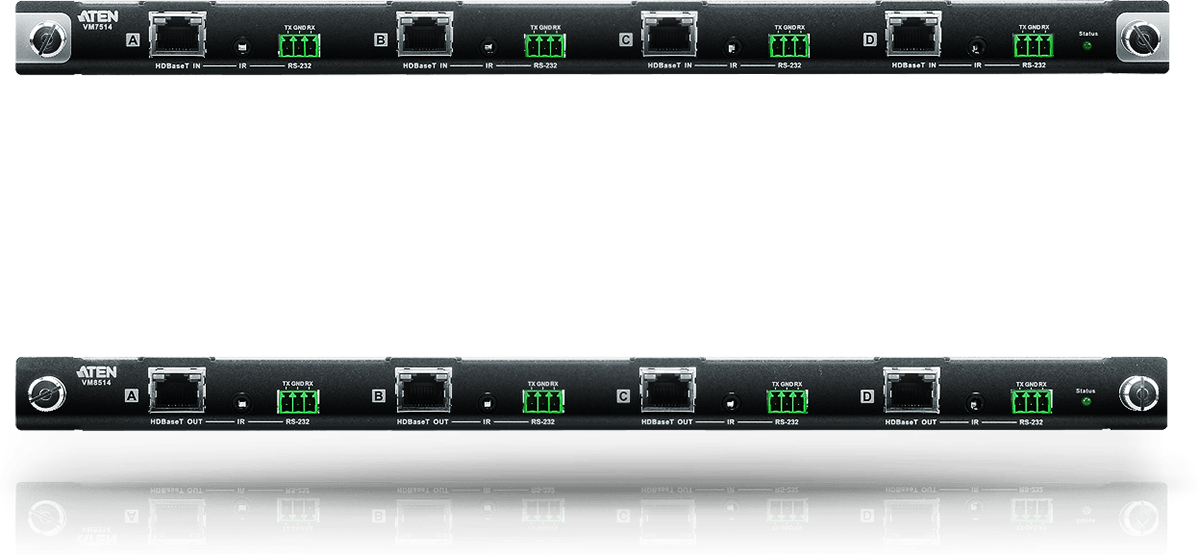 ATEN
VM7514
A TX GND RX B TX GND RX C TX GND RX D TX GND RX Status
HDBaseT IN IR RS-232 HDBaseT IN IR RS-232 HDBaseT IN IR RS-232 HDBaseT IN IR RS-232
ATEN
VM8514
A TX GND RX B TX GND RX C TX GND RX D TX GND RX Status
HDBaseT OUT IR RS-232 HDBaseT OUT IR RS-232 HDBaseT OUT IR RS-232 HDBaseT OUT IR RS-232